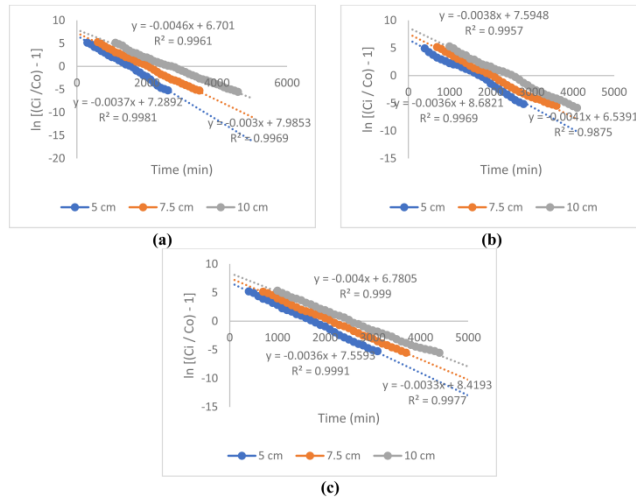 y = -0.0046x + 6.701
R² = 0.9961
10
5
0
-5
-10
-15
-20
0 2000 4000 6000
ln [(Ci /Co) - 1]
y = -0.0037x + 7.2892
R² = 0.9981
y = -0.003x + 7.9853
R² = 0.9969
Time (min)
5 cm 7.5 cm 10 cm
(a)
y = -0.0038x + 7.5948
R² = 0.9957
10
5
0
-5
-10
-15
0 1000 2000 3000 4000 5000
ln [(Ci / Co) - 1]
y = -0.0036x + 8.6821
R² = 0.9969
y = -0.0041x + 6.5391
R² = 0.9875
Time (min)
5 cm 7.5 cm 10 cm
(b)
y = -0.004x + 6.7805
R² = 0.999
10
5
0
-5
-10
-15
0 1000 2000 3000 4000 5000
ln [(Ci / Co) - 1]
y = -0.0036x + 7.5593
R² = 0.9991
y = -0.0033x + 8.4193
R² = 0.9977
Time (min)
5 cm 7.5 cm 10 cm
(c)